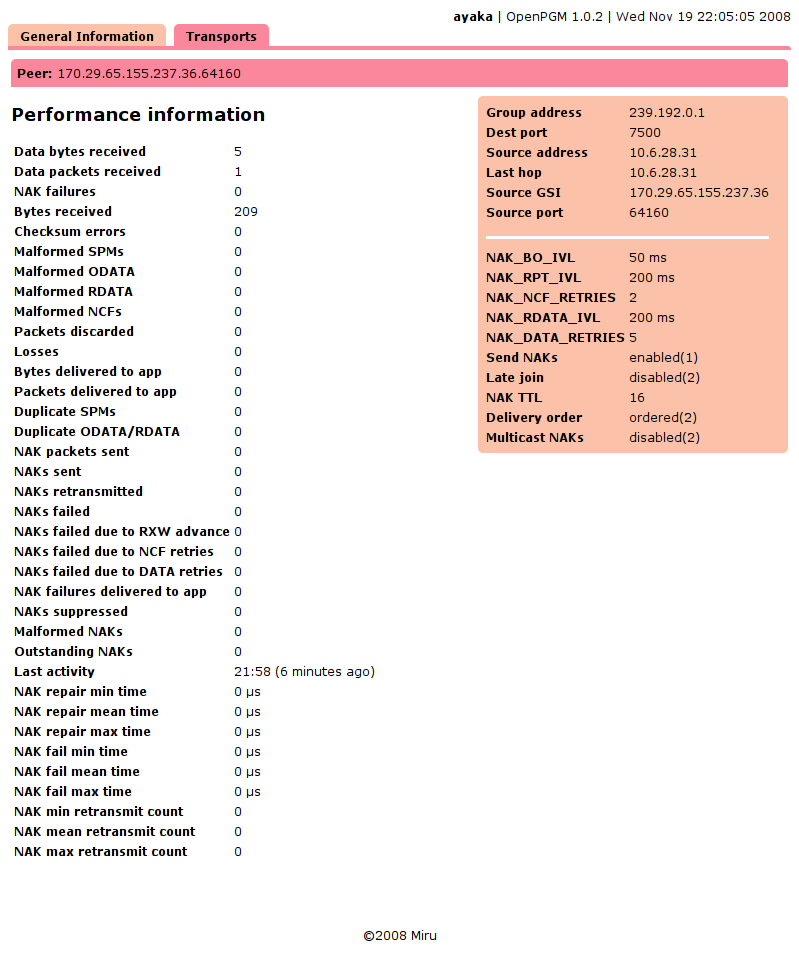 ayaka | OpenPGM 1.0.2 | Wed Nov 19 22:05:05 2008
General Information Transports
Peer: 170.29.65.155.237.36.64160
Performance information
Data bytes received 5
Data packets received 1
NAK failures 0
Bytes received 209
Checksum errors 0
Malformed SPMs 0
Malformed ODATA 0
Malformed RDATA 0
Malformed NCFs 0
Packets discarded 0
Losses 0
Bytes delivered to app 0
Packets delivered to app 0
Duplicate SPMs 0
Duplicate ODATA/RDATA 0
NAK packets sent 0
NAKs sent 0
NAKs retransmitted 0
NAKs failed 0
NAKs failed due to RXW advance 0
NAKs failed due to NCF retries 0
NAKs failed due to DATA retries 0
NAK failures delivered to app 0
NAKs suppressed 0
Malformed NAKs 0
Outstanding NAKs 0
Last activity 21:58 (6 minutes ago)
NAK repair min time 0 μs
NAK repair mean time 0 μs
NAK repair max time 0 μs
NAK fail min time 0 μs
NAK fail mean time 0 μs
NAK fail max time 0 μs
NAK min retransmit count 0
NAK mean retransmit count 0
NAK max retransmit count 0
Group address 239.192.0.1
Dest port 7500
Source address 10.6.28.31
Last hop 10.6.28.31
Source GSI 170.29.65.155.237.36
Source port 64160
NAK_BO_IVL 50 ms
NAK_RPT_IVL 200 ms
NAK_NCF_RETRIES 2
NAK_RDATA_IVL 200 ms
NAK_DATA_RETRIES 5
Send NAKs enabled(1)
Late join disabled(2)
NAK TTL 16
Delivery order ordered(2)
Multicast NAKs disabled(2)
©2008 Miru